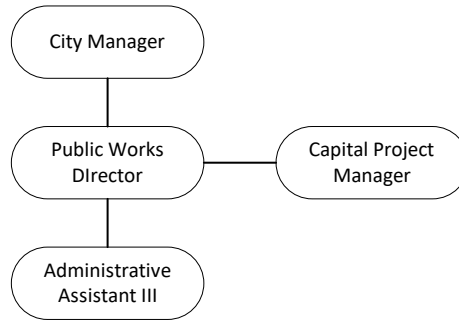 City Manager
Public Works
DIrector
Capital Project
Manager
Administrative
Assistant III